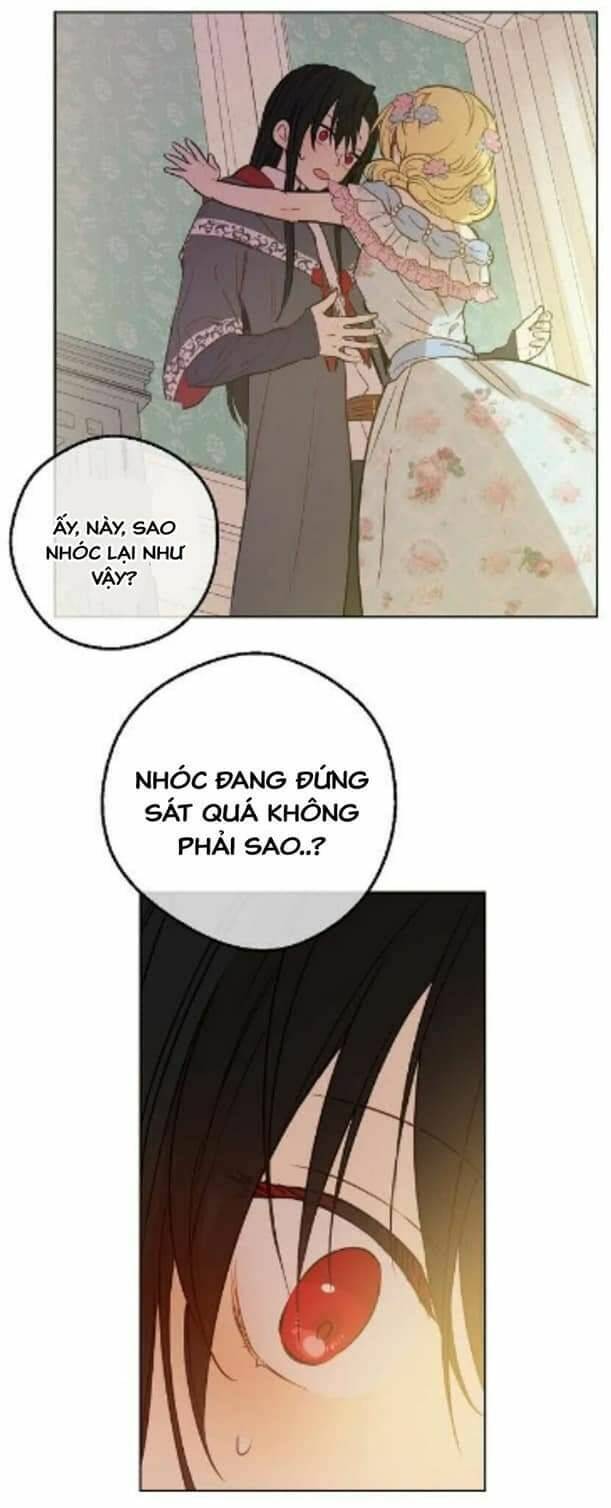 ẤY, NÀY, SAO
NHÓC LẠI NHƯ
VẬY?
NHÓC ĐANG ĐỨNG
SÁT QUÁ KHÔNG
PHẢI SAO..?